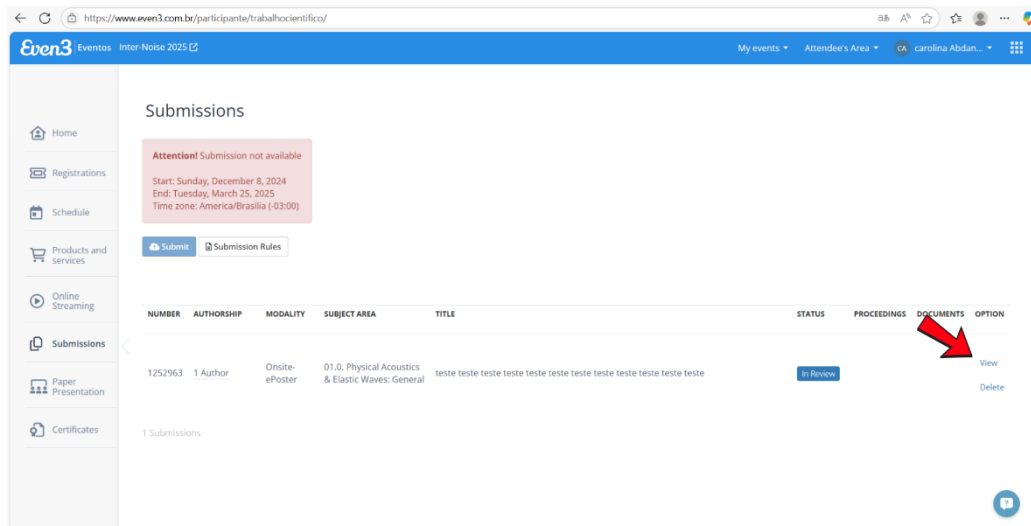 https://www.even3.com.br/participante/trabalhocientifico/
Even3 Eventos Inter-Noise 2025 My events Attendee's Area CA carolina Abdan...
Submissions
Home
Attention! Submission not available
Registrations
Start: Sunday, December 8, 2024
End: Tuesday, March 25, 2025
Time zone: America/Brasilia (-03:00)
Schedule
Submit Submission Rules
Products and
services
Online
Streaming
NUMBER AUTHORSHIP MODALITY SUBJECT AREA TITLE STATUS PROCEEDINGS DOCUMENTS OPTION
Submissions
1252963 1 Author Onsite-
ePoster 01.0. Physical Acoustics
& Elastic Waves: General teste teste teste teste teste teste teste teste teste teste teste teste In Review View
Delete
Paper
Presentation
Certificates
1 Submissions